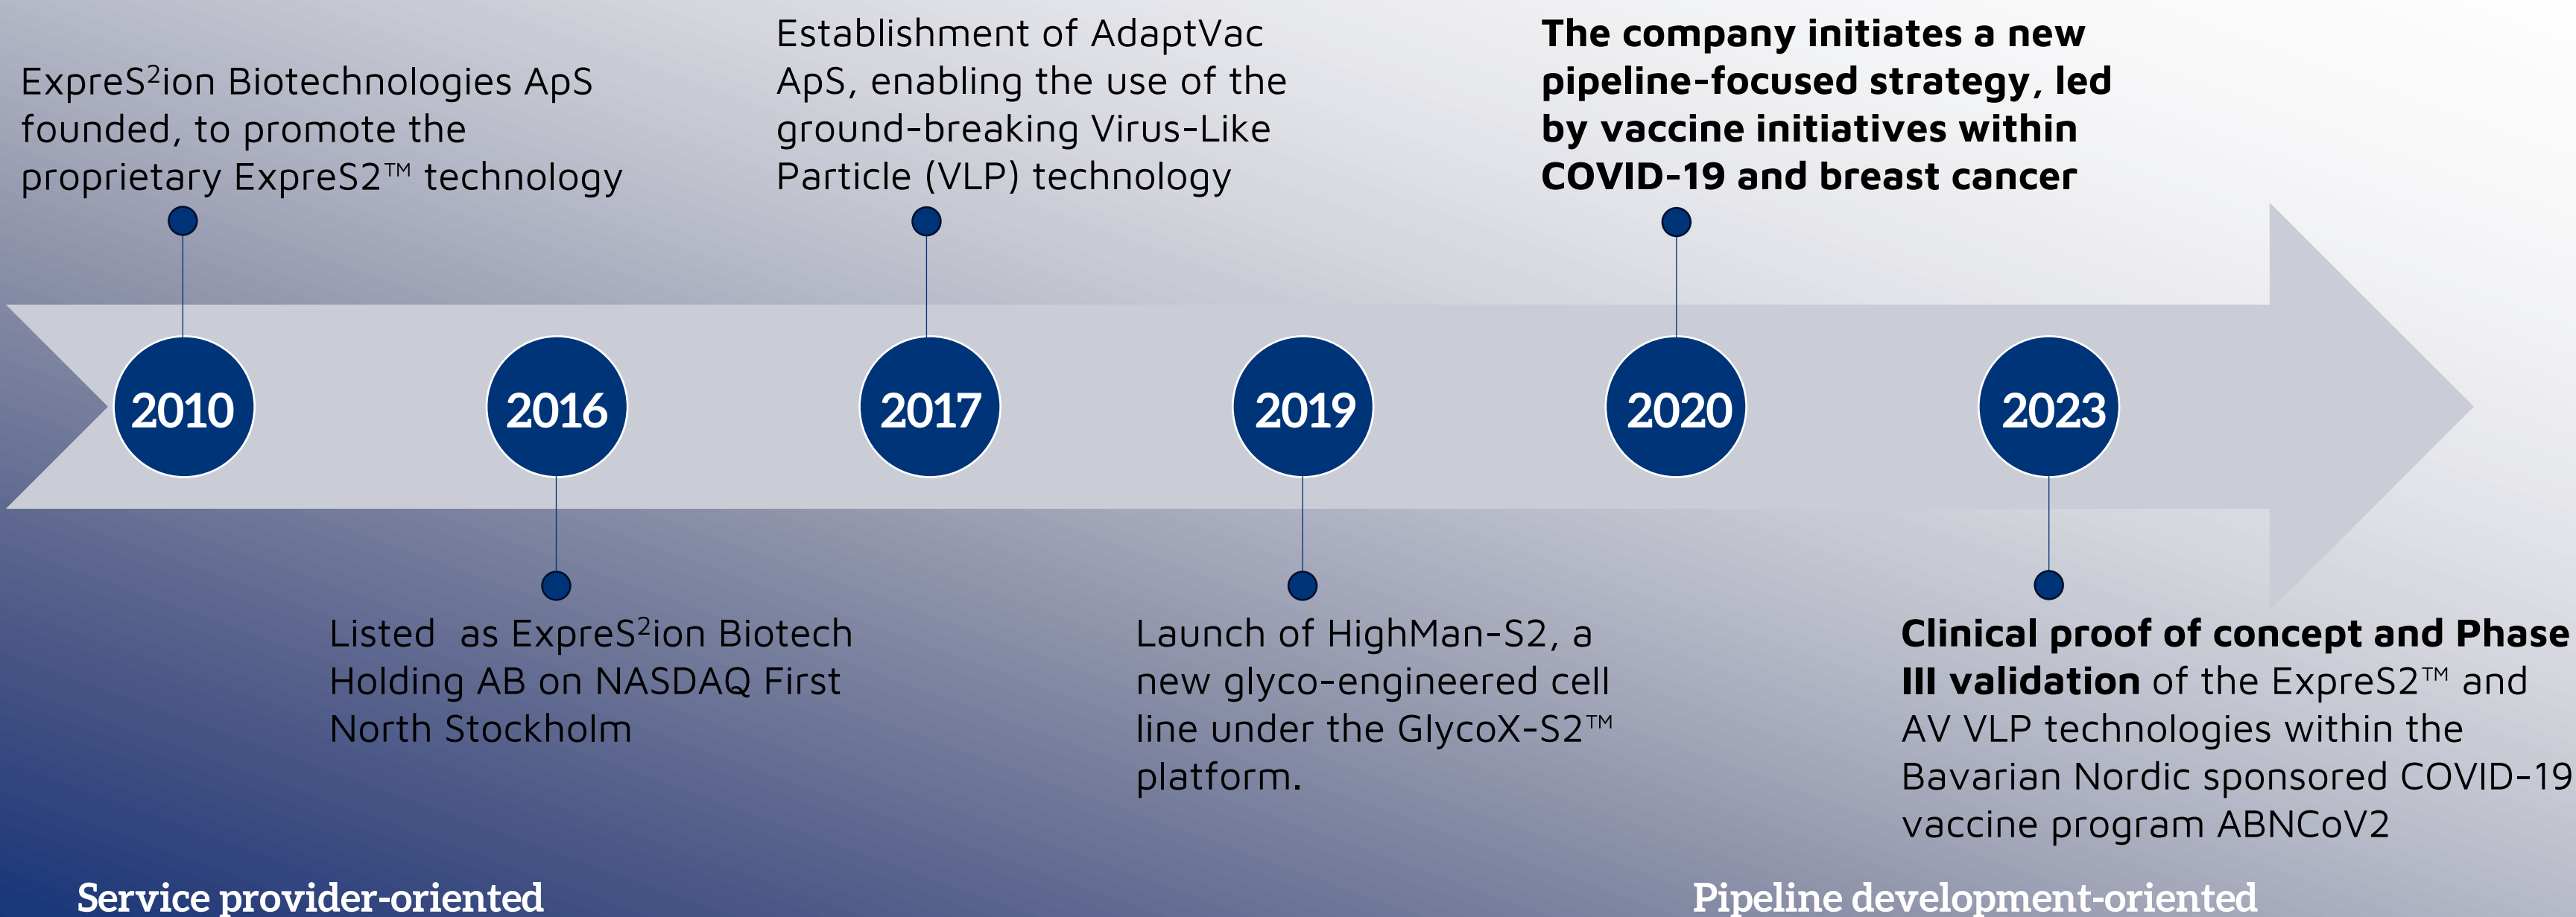 ExpreS²ion Biotechnologies ApS
founded, to promote the
proprietary ExpreS2™ technology
Establishment of AdaptVac
ApS, enabling the use of the
ground-breaking Virus-Like
Particle (VLP) technology
The company initiates a new
pipeline-focused strategy, led
by vaccine initiatives within
COVID-19 and breast cancer
2010
2016
2017
2019
2020
2023
Listed  as ExpreS²ion Biotech
Holding AB on NASDAQ First
North Stockholm
Launch of HighMan-S2, a
new glyco-engineered cell
line under the GlycoX-S2™
platform.
Clinical proof of concept and Phase
III validation of the ExpreS2™ and
AV VLP technologies within the
Bavarian Nordic sponsored COVID-19
vaccine program ABNCoV2
Service provider-oriented
Pipeline development-oriented